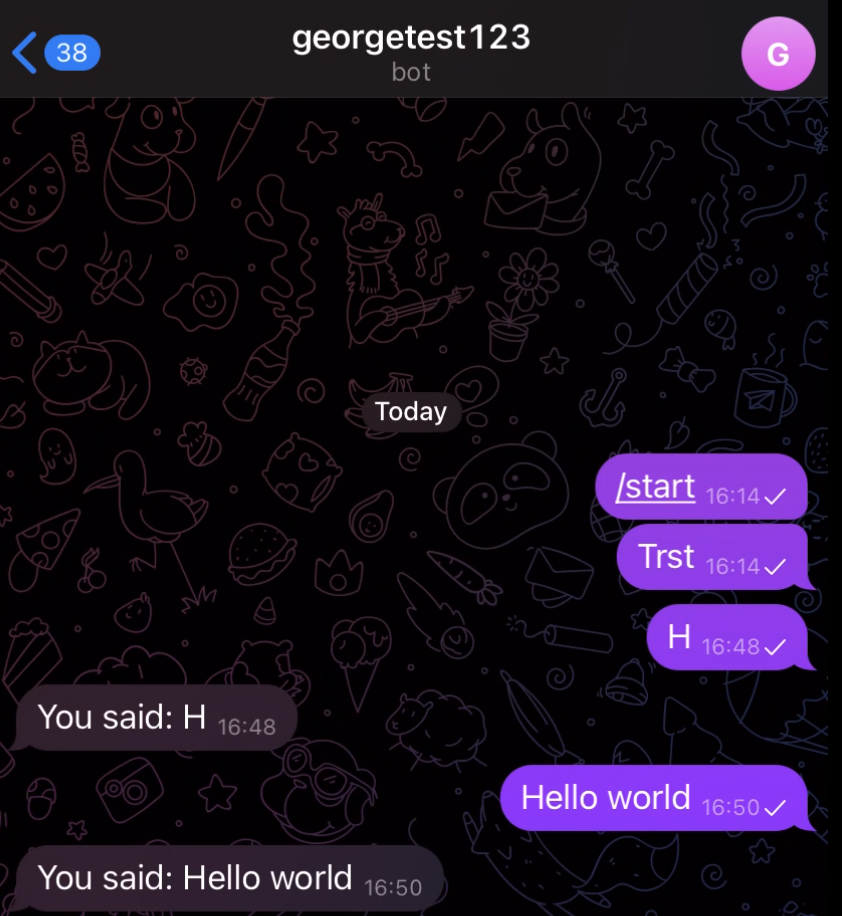 38
georgetest123
bot
G
Today
/start 16:14
Trst 16:14
H 16:48
You said: H 16:48
Hello world 16:50
You said: Hello world 16:50